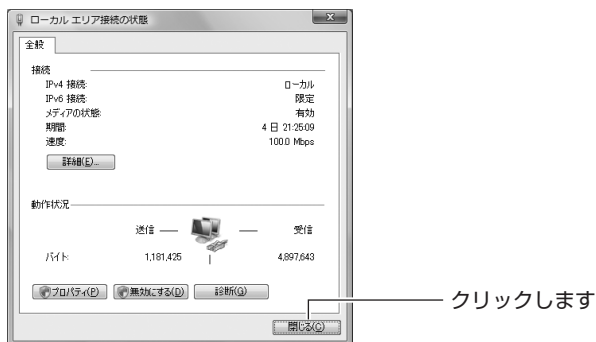 ローカル エリア接続の状態
全般
接続
IPv4 接続: ローカル
IPv6 接続: 限定
メディアの状態: 有効
期間: 4 日 21:25:09
速度: 100.0 Mbps
詳細(E)...
動作状況
送信 受信
バイト: 1,181,425 4,897,643
プロパティ(P) 無効にする(D) 診断(G)
クリックします
閉じる(C)